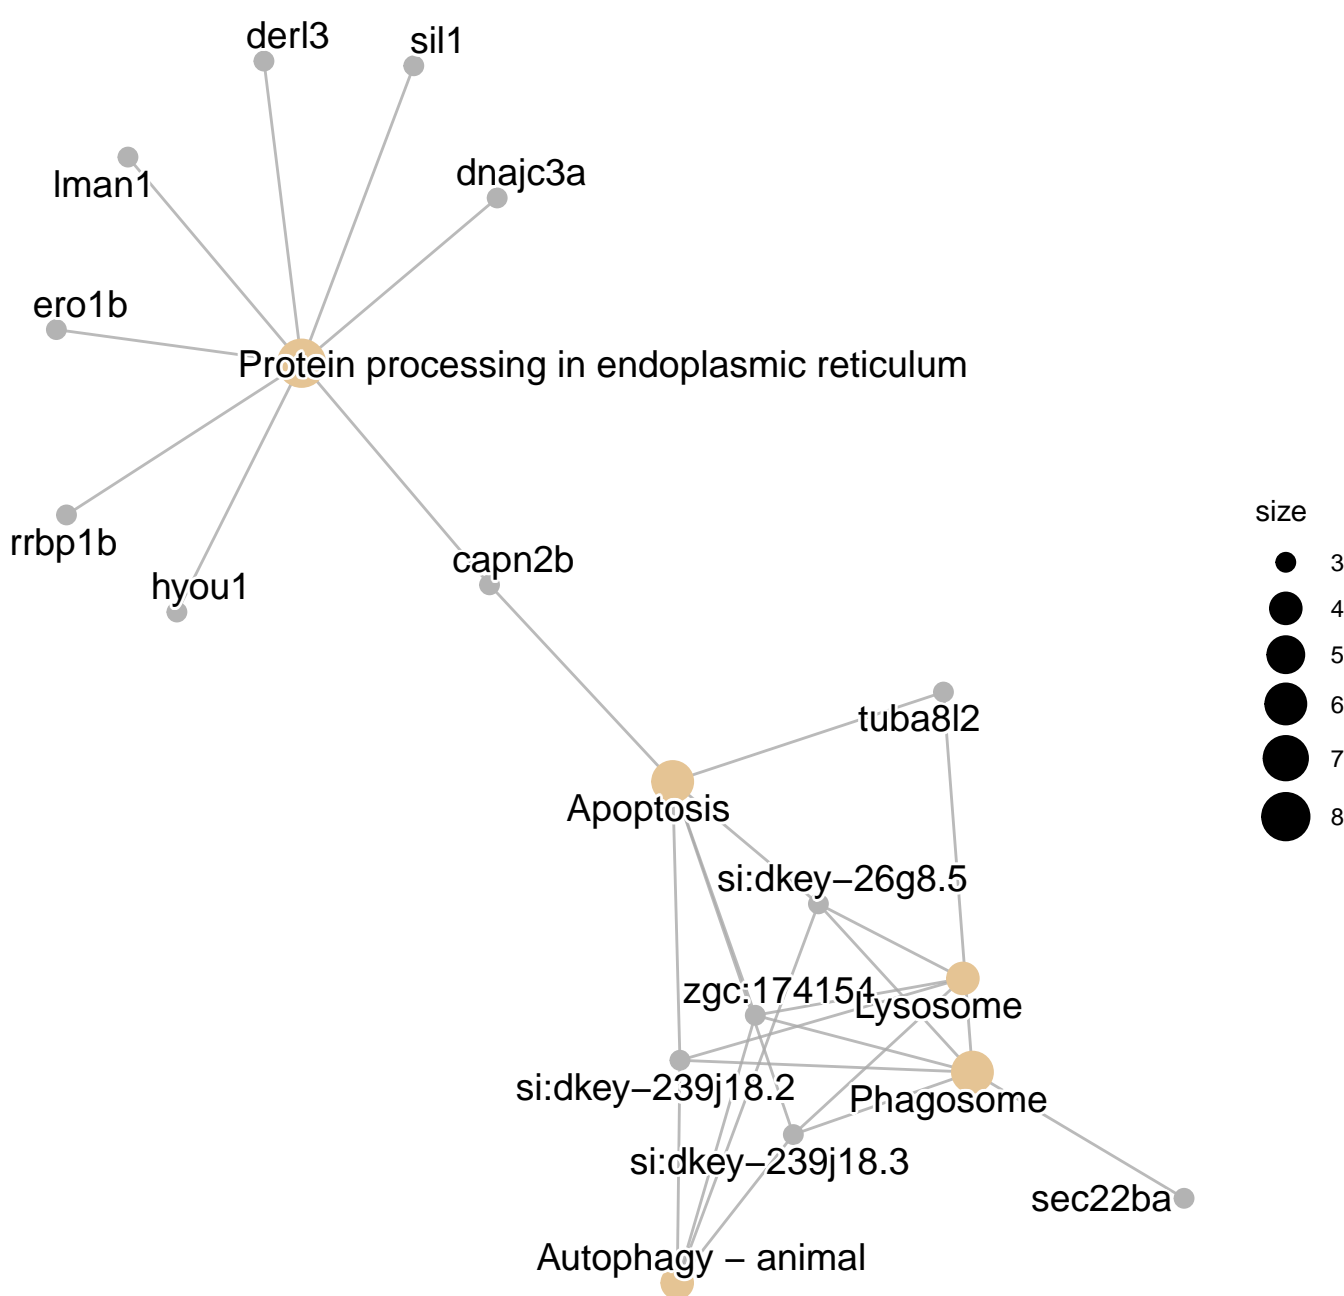 derl3
sil1
lman1
dnajc3a
ero1b
Protein processing in endoplasmic reticulum
rrbp1b
hyou1
capn2b
size
3
4
5
6
7
8
tuba8l2
Apoptosis
si:dkey−26g8.5
zgc:174154
Lysosome
si:dkey−239j18.2
Phagosome
si:dkey−239j18.3
sec22ba
Autophagy − animal